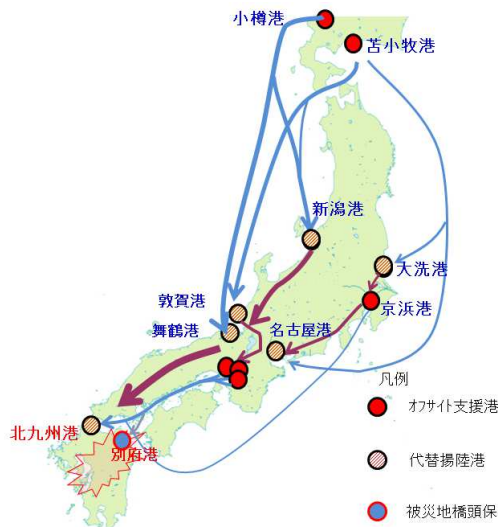 小樽港
苫小牧港
新潟港
大洗港
敦賀港
京浜港
舞鶴港
名古屋港
凡例
オフサイト支援港
北九州港
別府港
代替揚陸港
被災地橋頭保